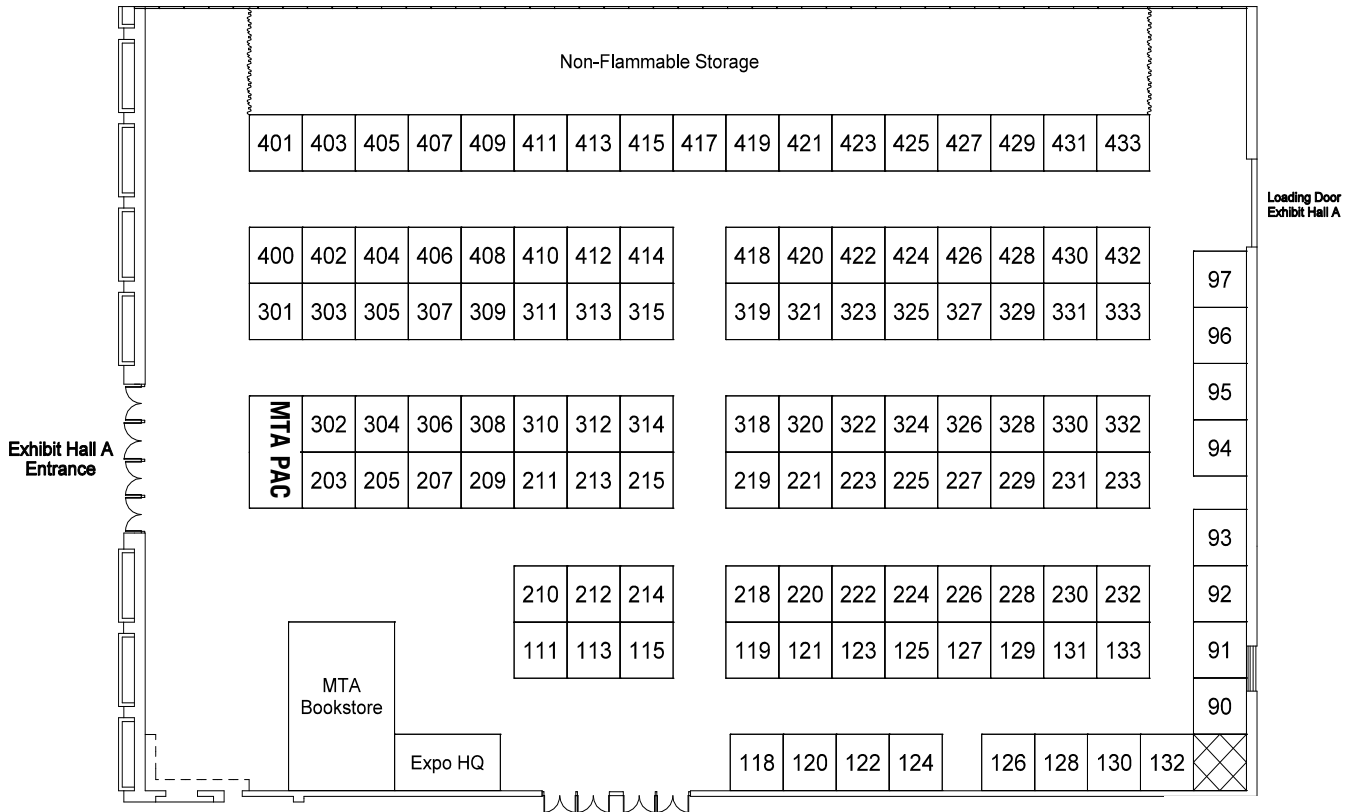 Non-Flammable Storage
401 403 405 407 409 411 413 415 417 419 421 423 425 427 429 431 433
Loading Door
Exhibit Hall A
400 402 404 406 408 410 412 414 418 420 422 424 426 428 430 432
97
301 303 305 307 309 311 313 315 319 321 323 325 327 329 331 333
96
95
MTA PAC
302 304 306 308 310 312 314 318 320 322 324 326 328 330 332
94
Exhibit Hall A
Entrance
203 205 207 209 211 213 215 219 221 223 225 227 229 231 233
93
210 212 214 218 220 222 224 226 228 230 232
92
111 113 115 119 121 123 125 127 129 131 133
91
MTA
Bookstore
90
Expo HQ
118 120 122 124 126 128 130 132